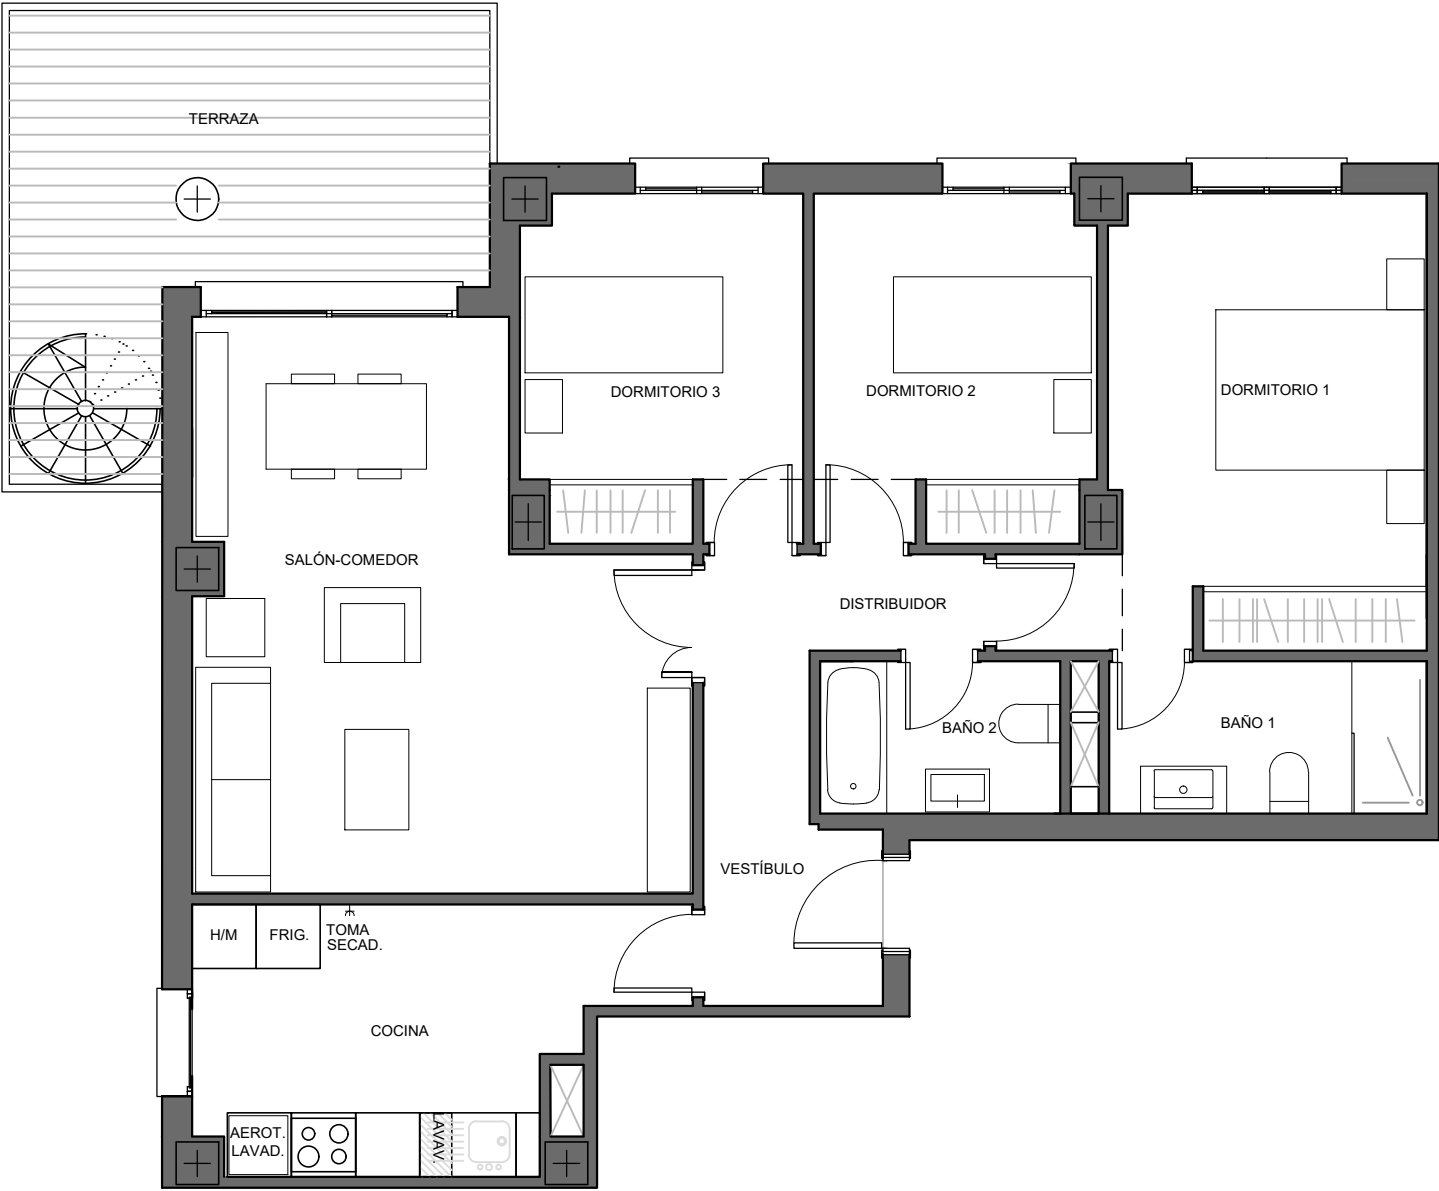 TERRAZA
DORMITORIO 3
DORMITORIO 2
DORMITORIO 1
SALÓN-COMEDOR
DISTRIBUIDOR
BAÑO 2
BAÑO 1
VESTÍBULO
H/M
FRIG.
TOMA
SECAD.
COCINA
AEROT.
LAVAD.
LAVAV.